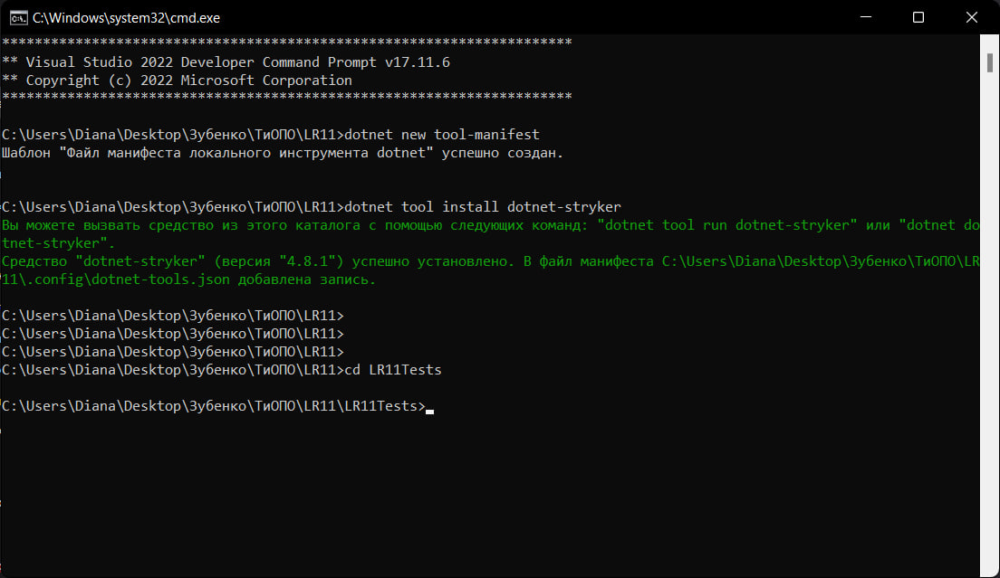 C:\Windows\system32\cmd.exe
**********************************************************************
** Visual Studio 2022 Developer Command Prompt v17.11.6
** Copyright (c) 2022 Microsoft Corporation
**********************************************************************
C:\Users\Diana\Desktop\Зубенко\ТиОПО\LR11>dotnet new tool-manifest
Шаблон "Файл манифеста локального инструмента dotnet" успешно создан.
C:\Users\Diana\Desktop\Зубенко\ТиОПО\LR11>dotnet tool install dotnet-stryker
Вы можете вызвать средство из этого каталога с помощью следующих команд: "dotnet tool run dotnet-stryker" или "dotnet do
tnet-stryker".
Средство "dotnet-stryker" (версия "4.8.1") успешно установлено. В файл манифеста C:\Users\Diana\Desktop\Зубенко\ТиОПО\LR
11\.config\dotnet-tools.json добавлена запись.
C:\Users\Diana\Desktop\Зубенко\ТиОПО\LR11>
C:\Users\Diana\Desktop\Зубенко\ТиОПО\LR11>
C:\Users\Diana\Desktop\Зубенко\ТиОПО\LR11>
C:\Users\Diana\Desktop\Зубенко\ТиОПО\LR11>cd LR11Tests
C:\Users\Diana\Desktop\Зубенко\ТиОПО\LR11\LR11Tests>